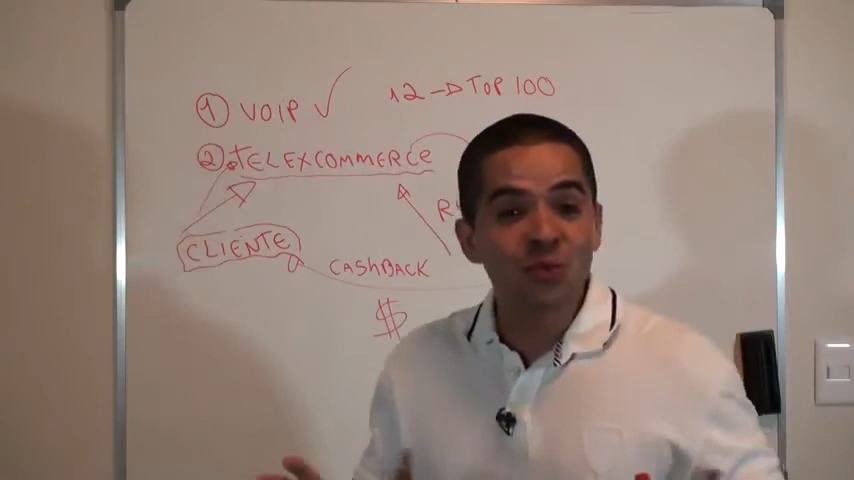 ① VOIP ✓ 12 → TOP 100
② TELEXCOMMERCE
CLIENTE
CASHBACK
$